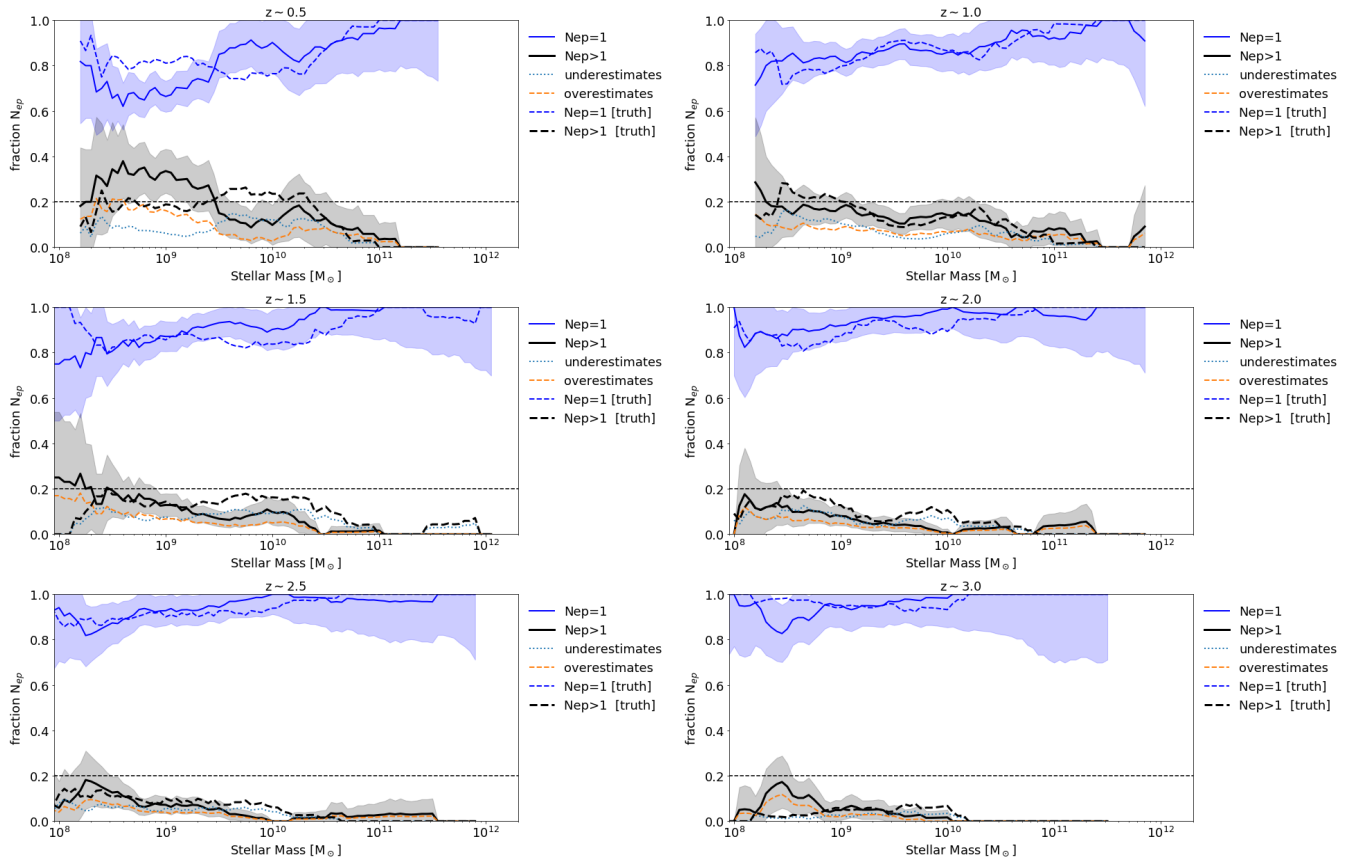 z ~ 0.5
fraction N_ep
1.0
0.8
0.6
0.4
0.2
0.0
10^8
10^9
10^10
10^11
10^12
Stellar Mass [M_⊙]
Nep=1
Nep>1
underestimates
overestimates
Nep=1 [truth]
Nep>1 [truth]
z ~ 1.0
fraction N_ep
1.0
0.8
0.6
0.4
0.2
0.0
10^8
10^9
10^10
10^11
10^12
Stellar Mass [M_⊙]
Nep=1
Nep>1
underestimates
overestimates
Nep=1 [truth]
Nep>1 [truth]
z ~ 1.5
fraction N_ep
1.0
0.8
0.6
0.4
0.2
0.0
10^8
10^9
10^10
10^11
10^12
Stellar Mass [M_⊙]
Nep=1
Nep>1
underestimates
overestimates
Nep=1 [truth]
Nep>1 [truth]
z ~ 2.0
fraction N_ep
1.0
0.8
0.6
0.4
0.2
0.0
10^8
10^9
10^10
10^11
10^12
Stellar Mass [M_⊙]
Nep=1
Nep>1
underestimates
overestimates
Nep=1 [truth]
Nep>1 [truth]
z ~ 2.5
fraction N_ep
1.0
0.8
0.6
0.4
0.2
0.0
10^8
10^9
10^10
10^11
10^12
Stellar Mass [M_⊙]
Nep=1
Nep>1
underestimates
overestimates
Nep=1 [truth]
Nep>1 [truth]
z ~ 3.0
fraction N_ep
1.0
0.8
0.6
0.4
0.2
0.0
10^8
10^9
10^10
10^11
10^12
Stellar Mass [M_⊙]
Nep=1
Nep>1
underestimates
overestimates
Nep=1 [truth]
Nep>1 [truth]